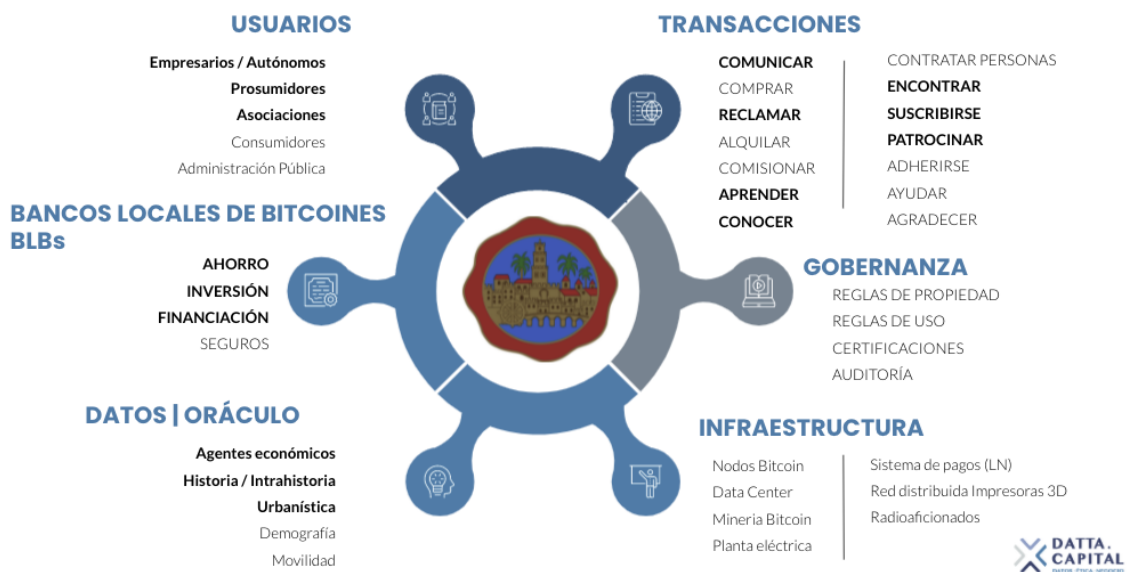 USUARIOS
Empresarios / Autónomos
Prosumidores
Asociaciones
Consumidores
Administración Pública
TRANSACCIONES
COMUNICAR
COMPRAR
RECLAMAR
ALQUILAR
COMISIONAR
APRENDER
CONOCER
CONTRATAR PERSONAS
ENCONTRAR
SUSCRIBIRSE
PATROCINAR
ADHERIRSE
AYUDAR
AGRADECER
BANCOS LOCALES DE BITCOINES
BLBs
AHORRO
INVERSIÓN
FINANCIACIÓN
SEGUROS
GOBERNANZA
REGLAS DE PROPIEDAD
REGLAS DE USO
CERTIFICACIONES
AUDITORÍA
DATOS | ORÁCULO
Agentes económicos
Historia / Intrahistoria
Urbanística
Demografía
Movilidad
INFRAESTRUCTURA
Nodos Bitcoin
Data Center
Mineria Bitcoin
Planta eléctrica
Sistema de pagos (LN)
Red distribuida Impresoras 3D
Radioaficionados
DATTA.
CAPITAL